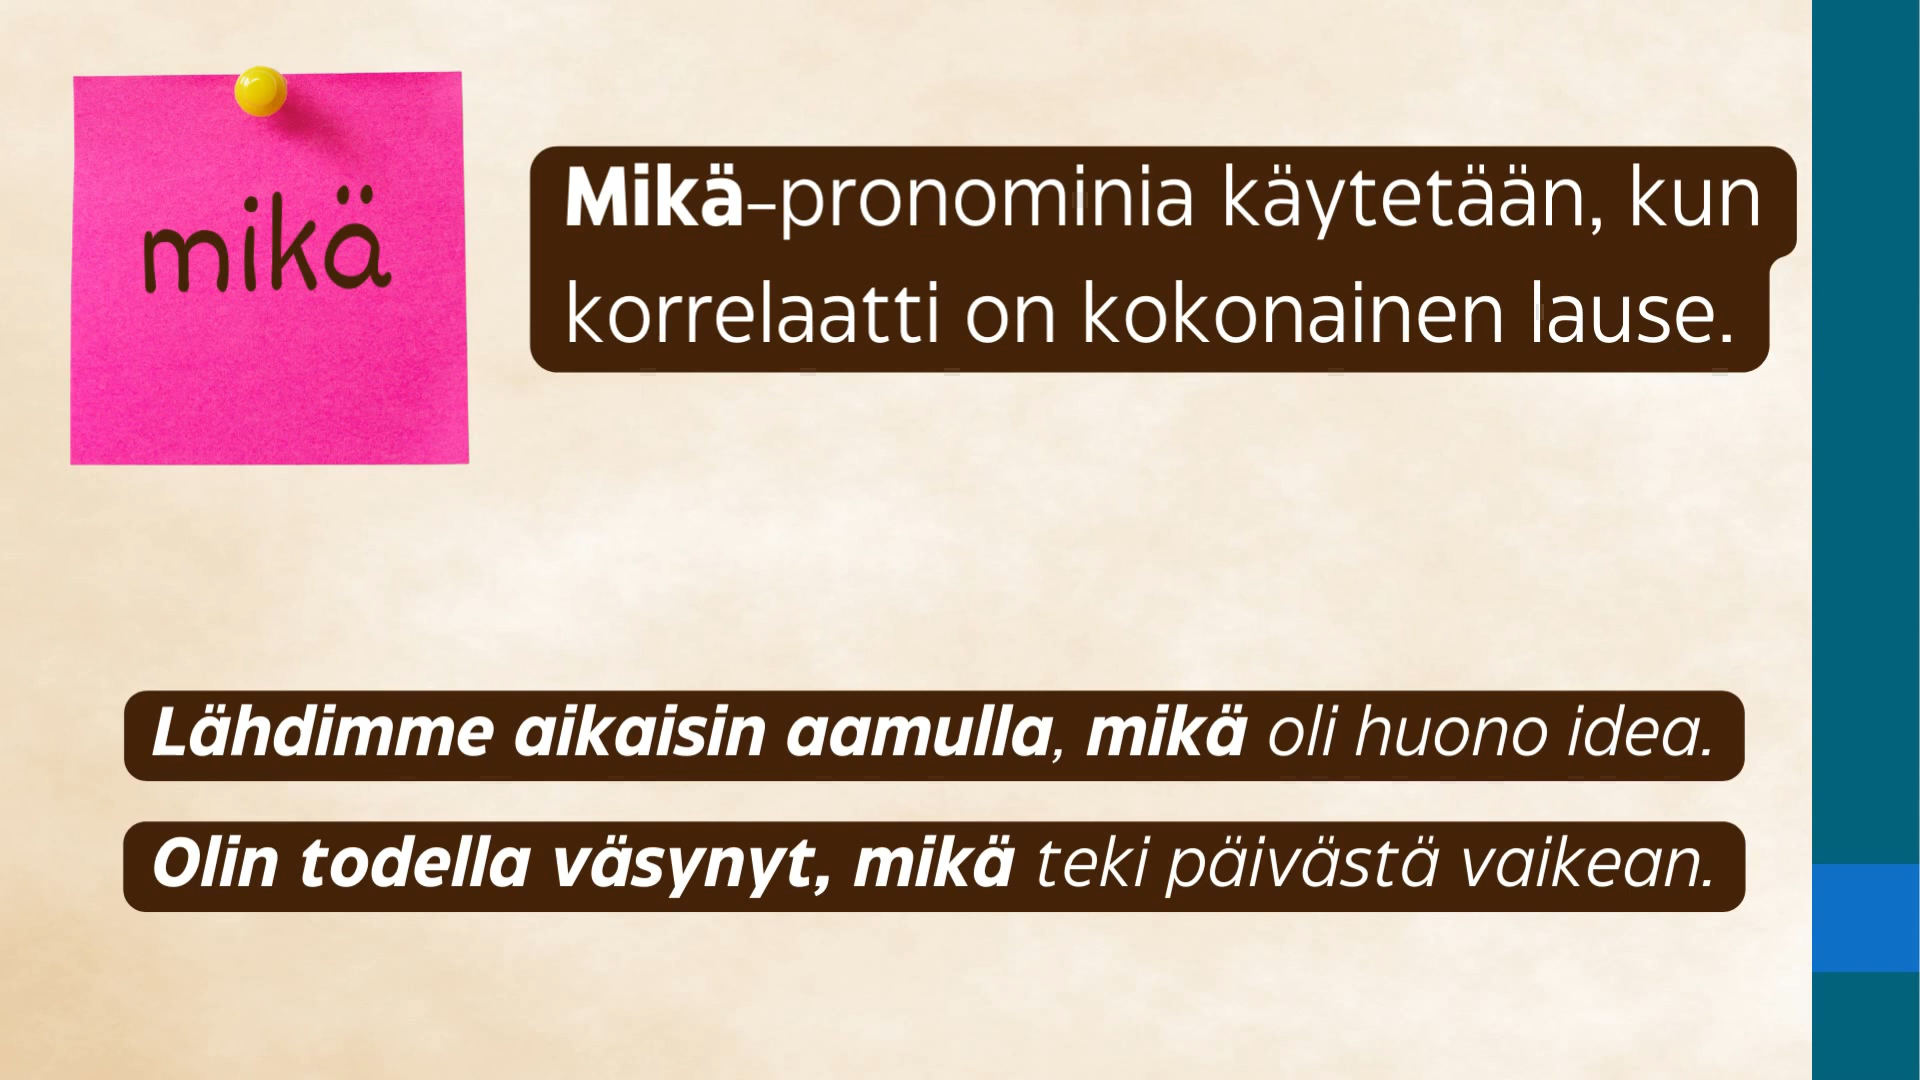 mikä
Mikä-pronominia käytetään, kun
korrelaatti on kokonainen lause.
Lähdimme aikaisin aamulla, mikä oli huono idea.
Olin todella väsynyt, mikä teki päivästä vaikean.